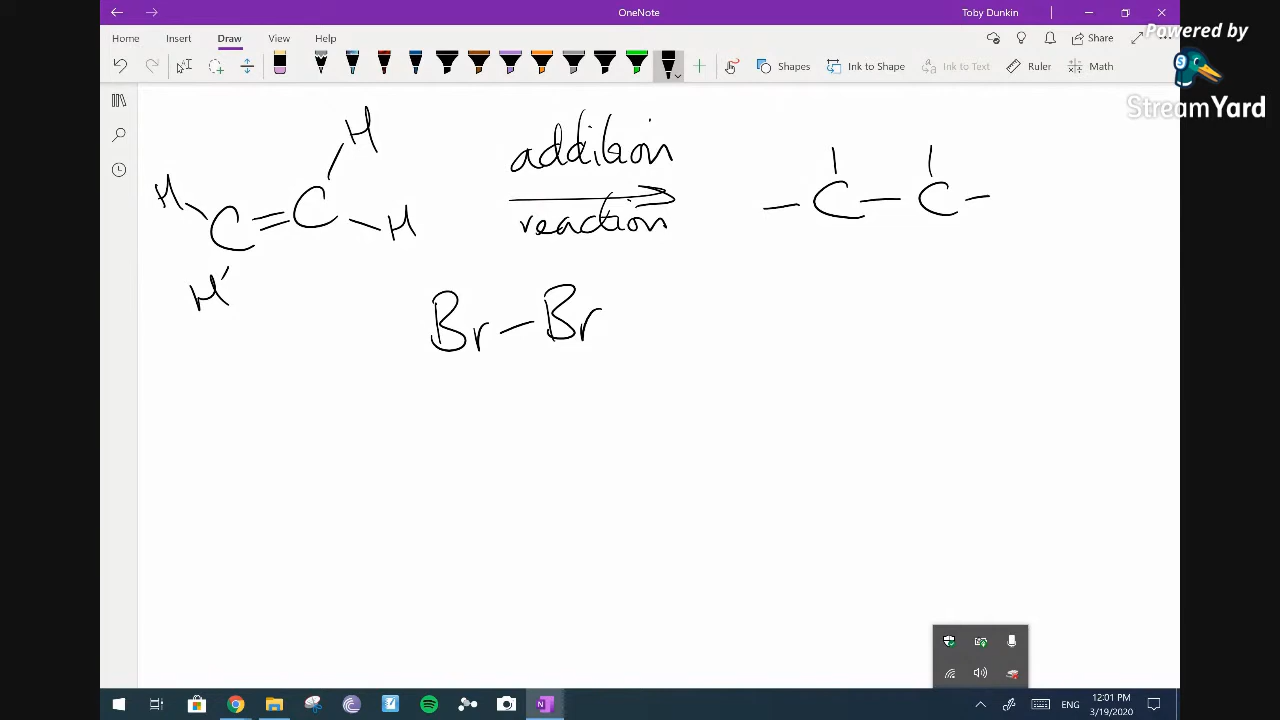 OneNote
Toby Dunkin
Powered by
StreamYard
Home Insert Draw View Help
Share
Shapes
Ink to Shape
Ink to Text
Ruler
Math
H
H
C=C
H
H
addition
reaction
C—C
Br—Br
ENG
12:01 PM
3/19/2020